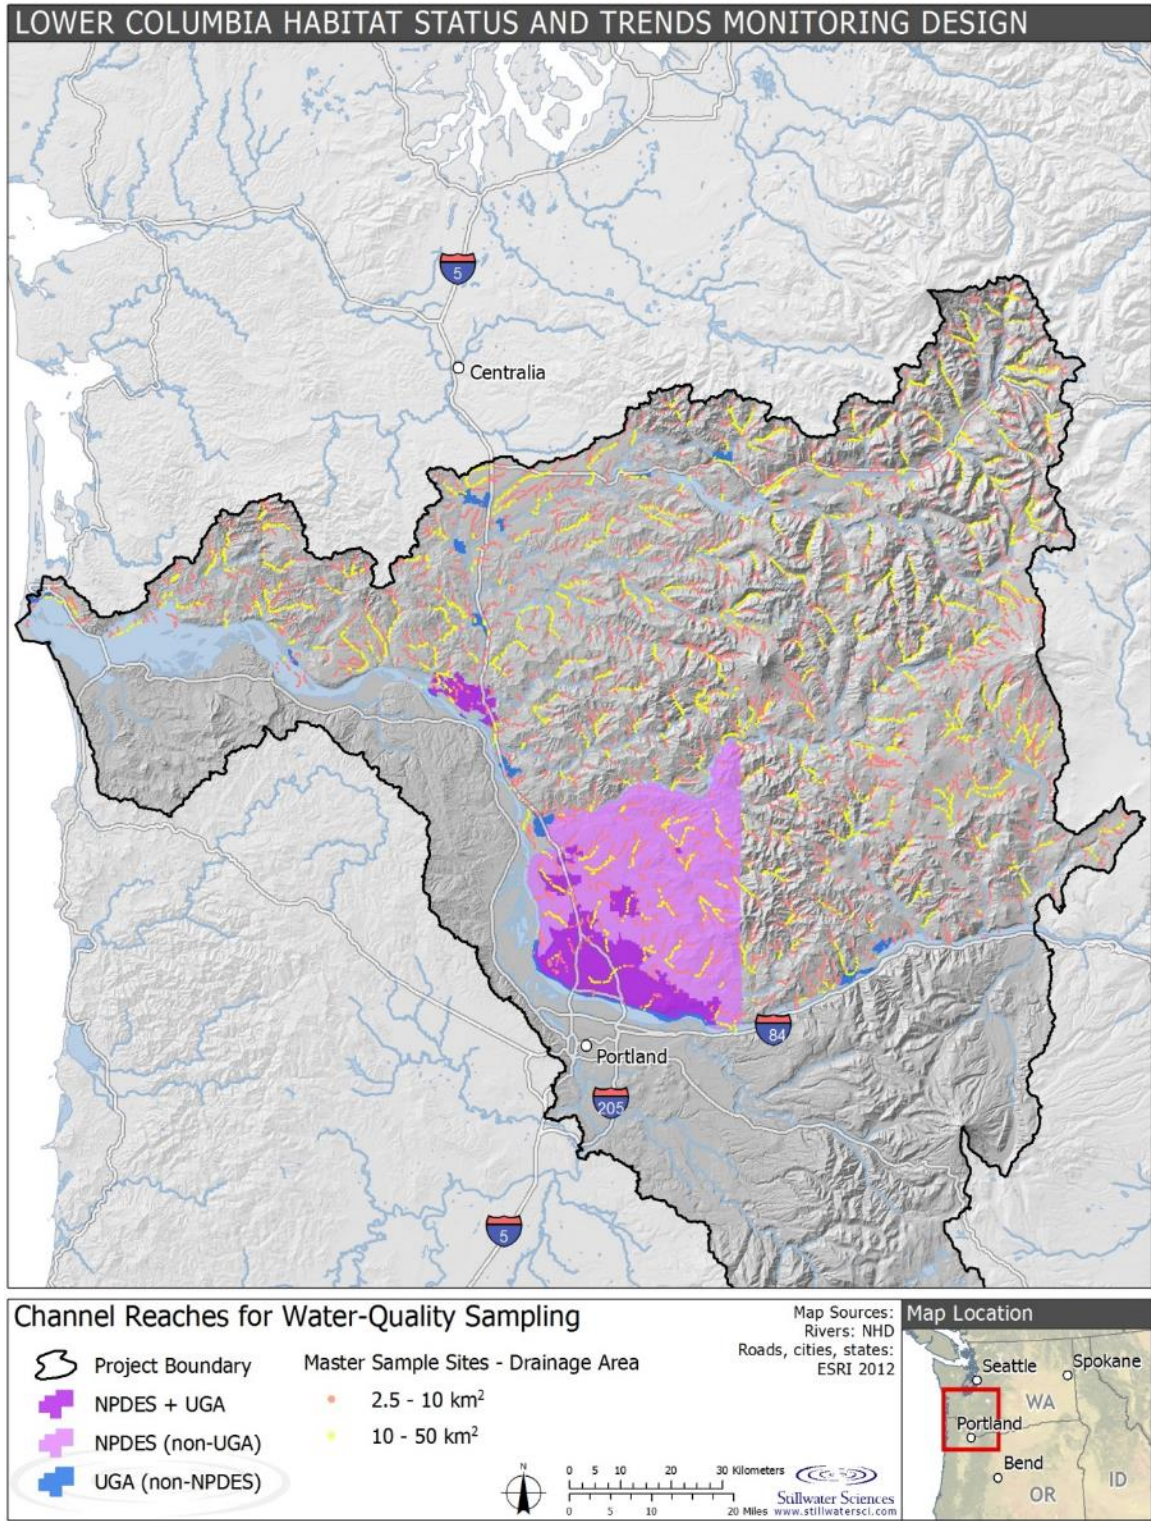 LOWER COLUMBIA HABITAT STATUS AND TRENDS MONITORING DESIGN
5
Centralia
84
Portland
205
5
Channel Reaches for Water-Quality Sampling
Project Boundary
NPDES + UGA
NPDES (non-UGA)
UGA (non-NPDES)
Master Sample Sites - Drainage Area
2.5 - 10 km²
10 - 50 km²
Map Sources:
Rivers: NHD
Roads, cities, states:
ESRI 2012
N
0 5 10 20 30 Kilometers
0 5 10 20 Miles
Stillwater Sciences
www.stillwatersci.com
Map Location
Seattle
Spokane
WA
Portland
Bend
OR
ID